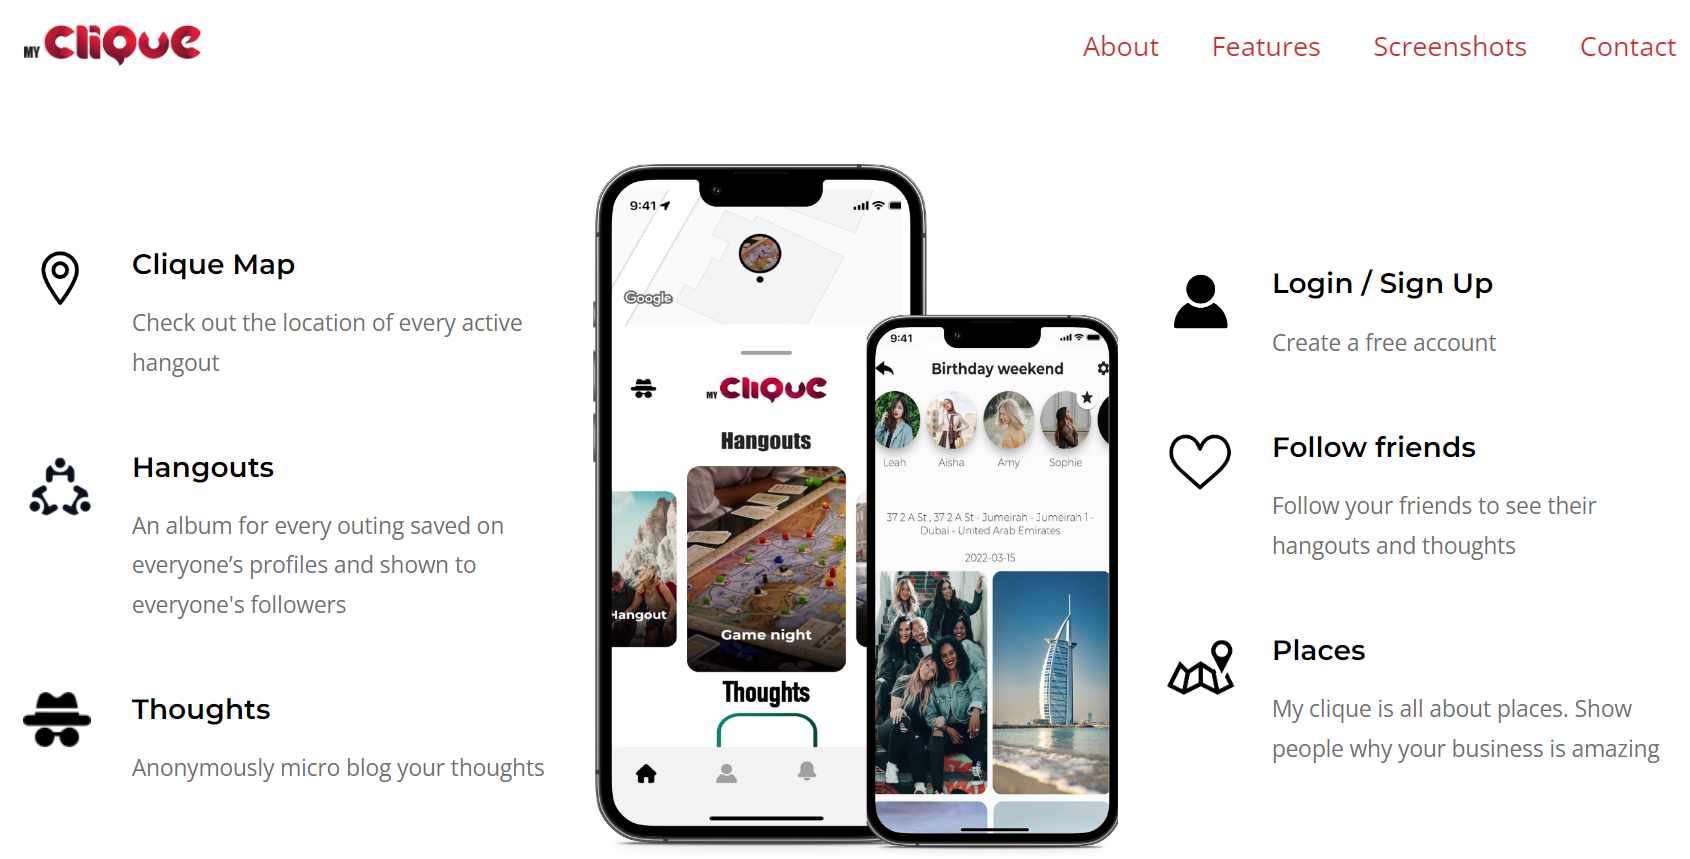 MY CLIQUE
About
Features
Screenshots
Contact
Clique Map
Check out the location of every active
hangout
Hangouts
An album for every outing saved on
everyone’s profiles and shown to
everyone's followers
Thoughts
Anonymously micro blog your thoughts
9:41
Google
MY CLIQUE
Hangouts
Hangout
Game night
Thoughts
9:41
Birthday weekend
Leah
Aisha
Amy
Sophie
37 2 A St , 37 2 A St - Jumeirah - Jumeirah 1 -
Dubai - United Arab Emirates
2022-03-15
Login / Sign Up
Create a free account
Follow friends
Follow your friends to see their
hangouts and thoughts
Places
My clique is all about places. Show
people why your business is amazing